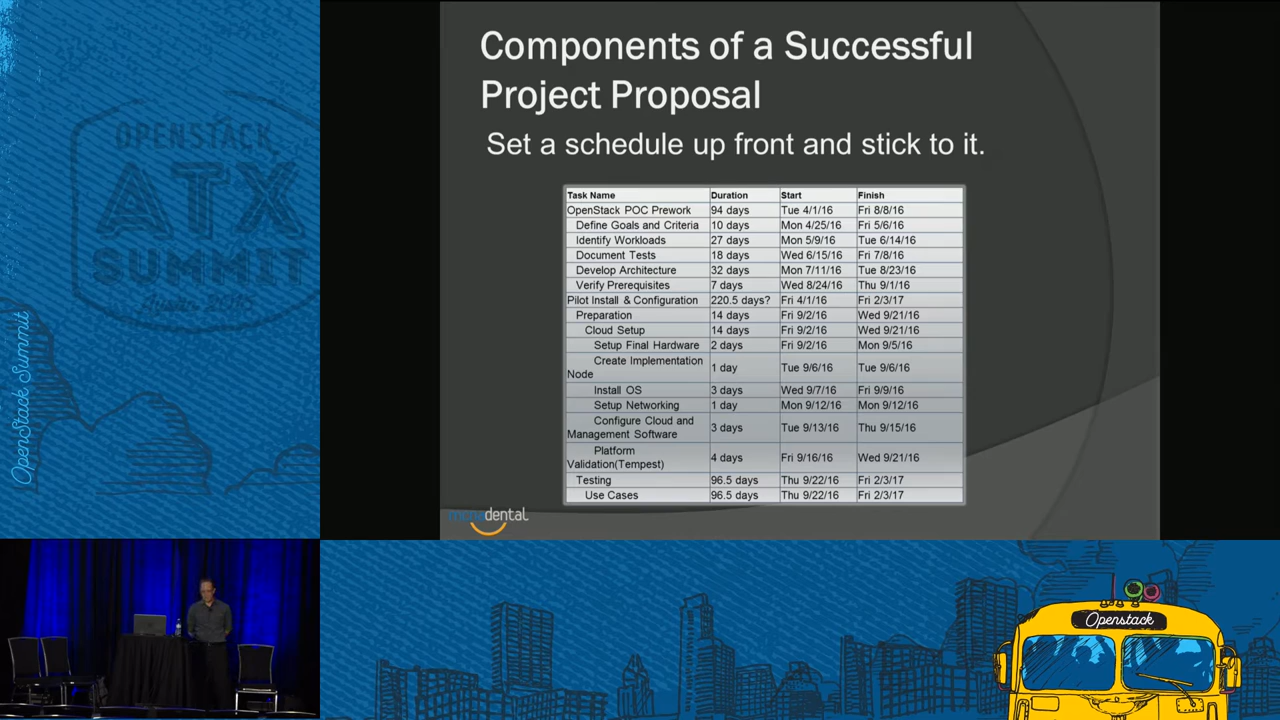 Components of a Successful
Project Proposal
Set a schedule up front and stick to it.
Task Name Duration Start Finish
OpenStack POC Prework 94 days Tue 4/1/16 Fri 8/8/16
Define Goals and Criteria 10 days Mon 4/25/16 Fri 5/6/16
Identify Workloads 27 days Mon 5/9/16 Tue 6/14/16
Document Tests 18 days Wed 6/15/16 Fri 7/8/16
Develop Architecture 32 days Mon 7/11/16 Tue 8/23/16
Verify Prerequisites 7 days Wed 8/24/16 Thu 9/1/16
Pilot Install & Configuration 220.5 days? Fri 4/1/16 Fri 2/3/17
Preparation 14 days Fri 9/2/16 Wed 9/21/16
Cloud Setup 14 days Fri 9/2/16 Wed 9/21/16
Setup Final Hardware 2 days Fri 9/2/16 Mon 9/5/16
Create Implementation
Node 1 day Tue 9/6/16 Tue 9/6/16
Install OS 3 days Wed 9/7/16 Fri 9/9/16
Setup Networking 1 day Mon 9/12/16 Mon 9/12/16
Configure Cloud and
Management Software 3 days Tue 9/13/16 Thu 9/15/16
Platform
Validation(Tempest) 4 days Fri 9/16/16 Wed 9/21/16
Testing 96.5 days Thu 9/22/16 Fri 2/3/17
Use Cases 96.5 days Thu 9/22/16 Fri 2/3/17
dental
OPENSTACK
ATX
SUMMIT
Austin 2016
OpenStack Summit
Openstack